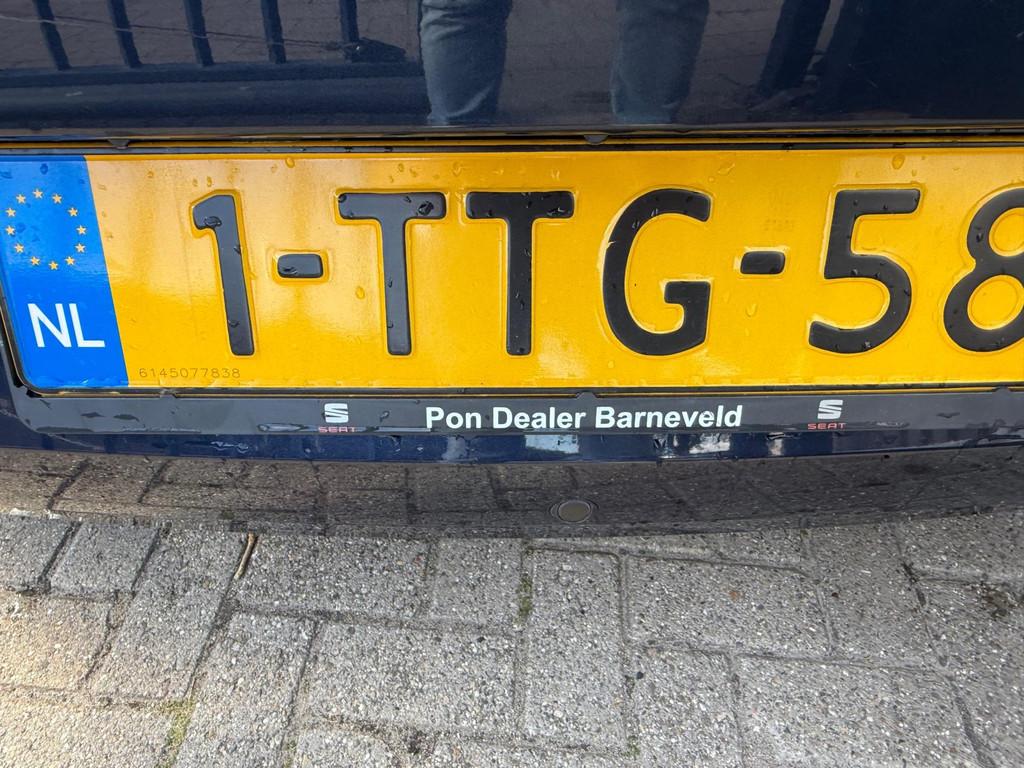 1-TTG-58
NL
6145077838
SEAT Pon Dealer Barneveld SEAT